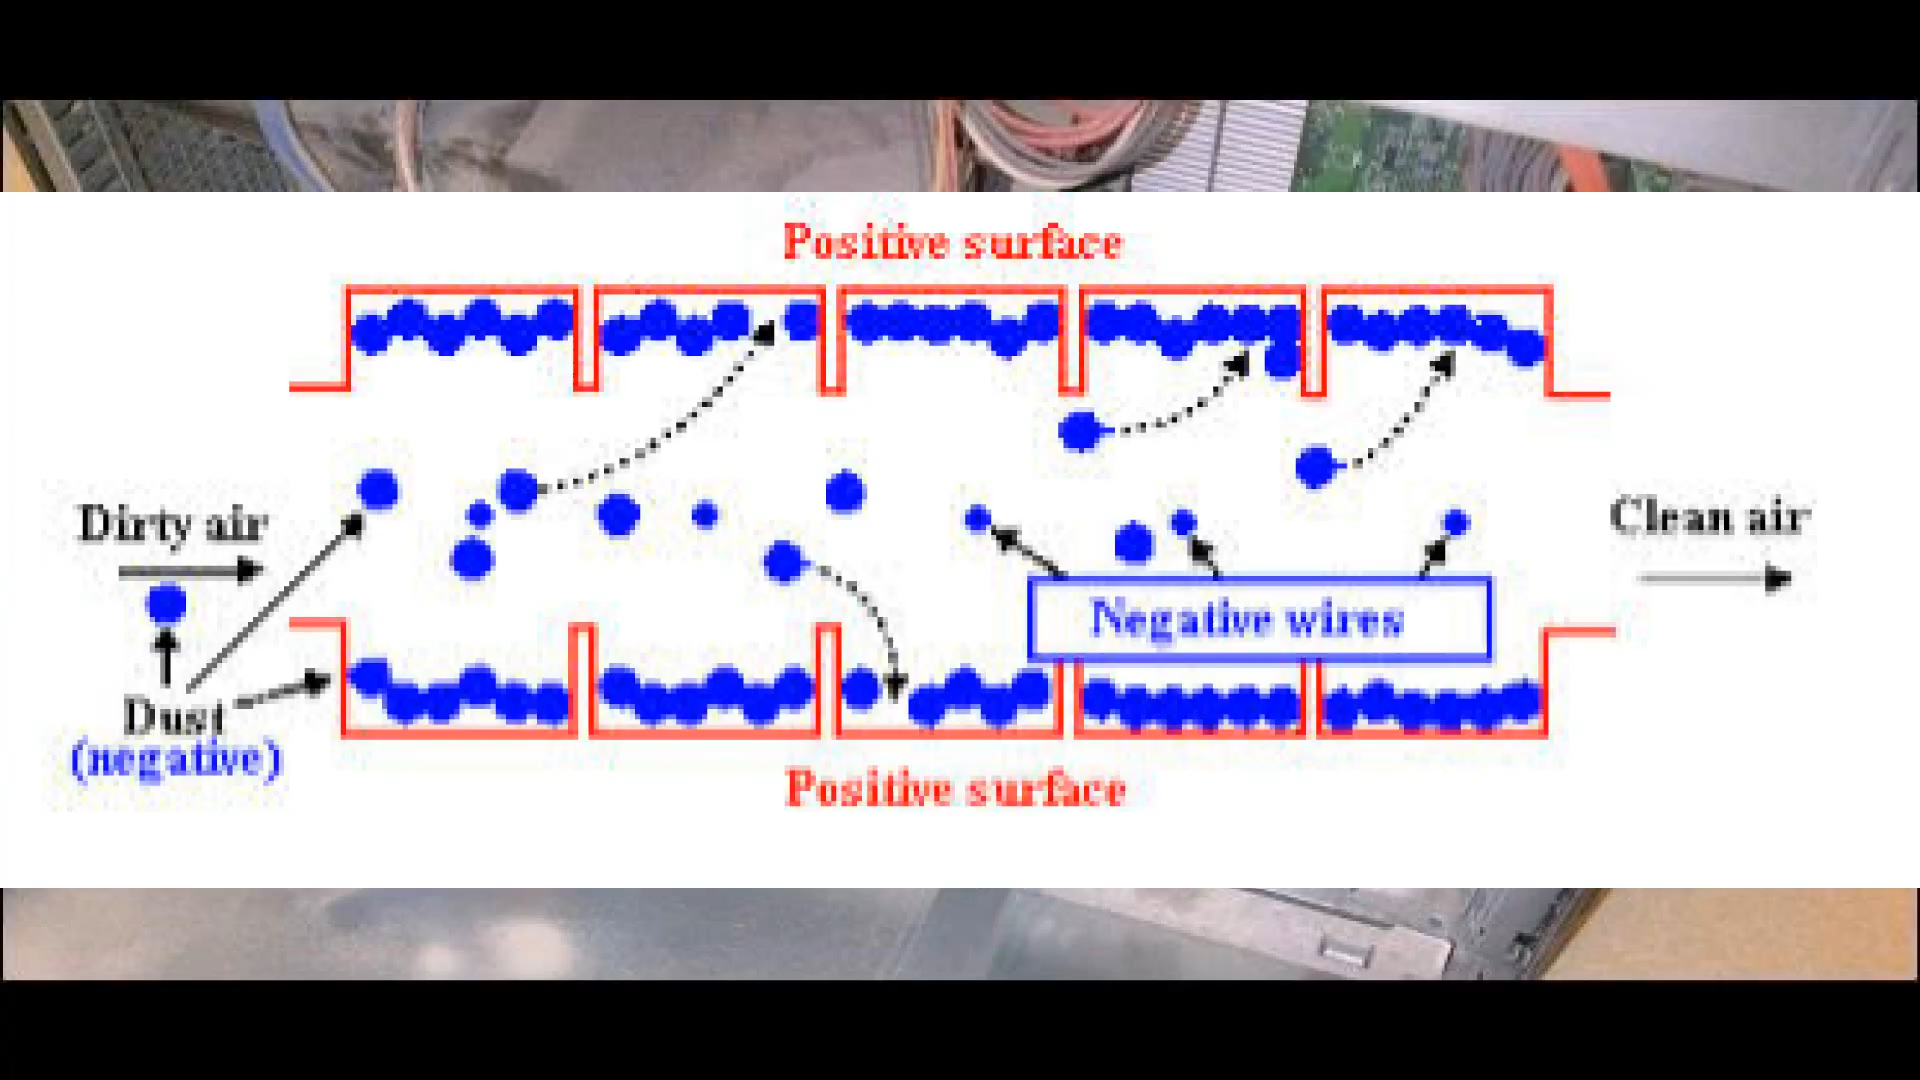 Positive surface
Dirty air
Clean air
Negative wires
Dust
(negative)
Positive surface